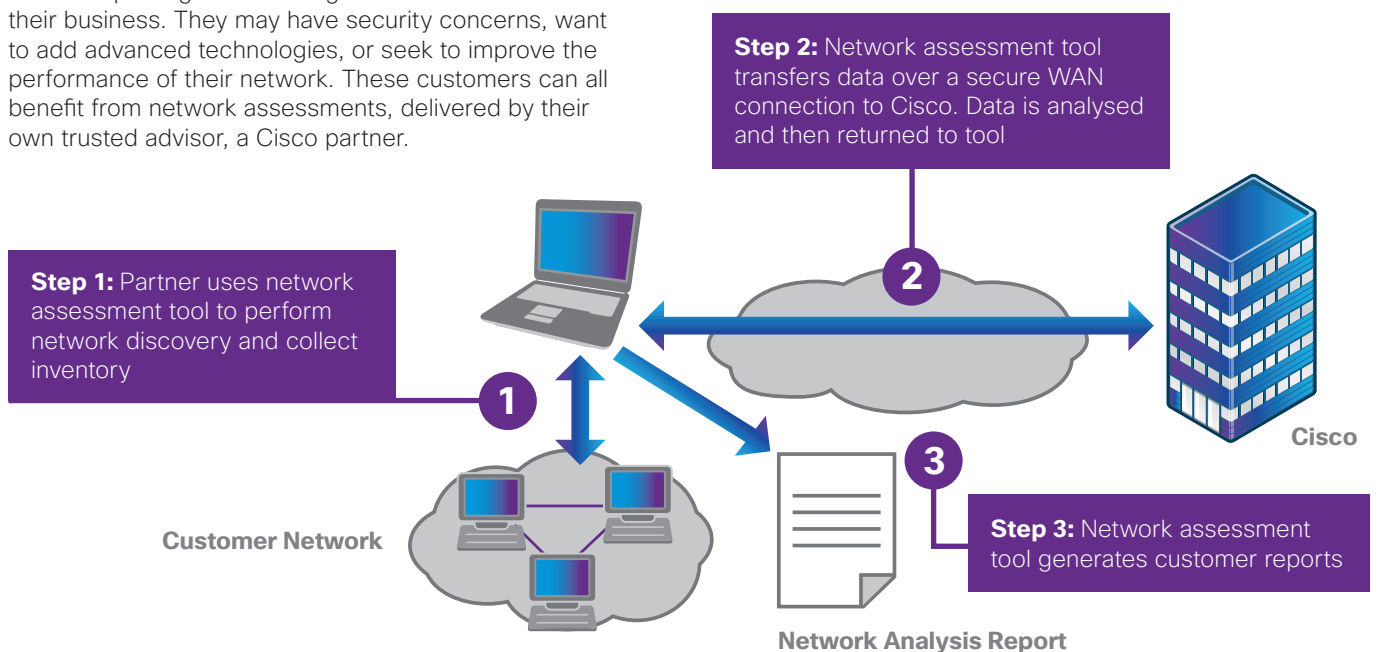 their business. They may have security concerns, want
to add advanced technologies, or seek to improve the
performance of their network. These customers can all
benefit from network assessments, delivered by their
own trusted advisor, a Cisco partner.
Step 2: Network assessment tool
transfers data over a secure WAN
connection to Cisco. Data is analysed
and then returned to tool
Step 1: Partner uses network
assessment tool to perform
network discovery and collect
inventory
2
1
Cisco
3
Customer Network
Step 3: Network assessment
tool generates customer reports
Network Analysis Report